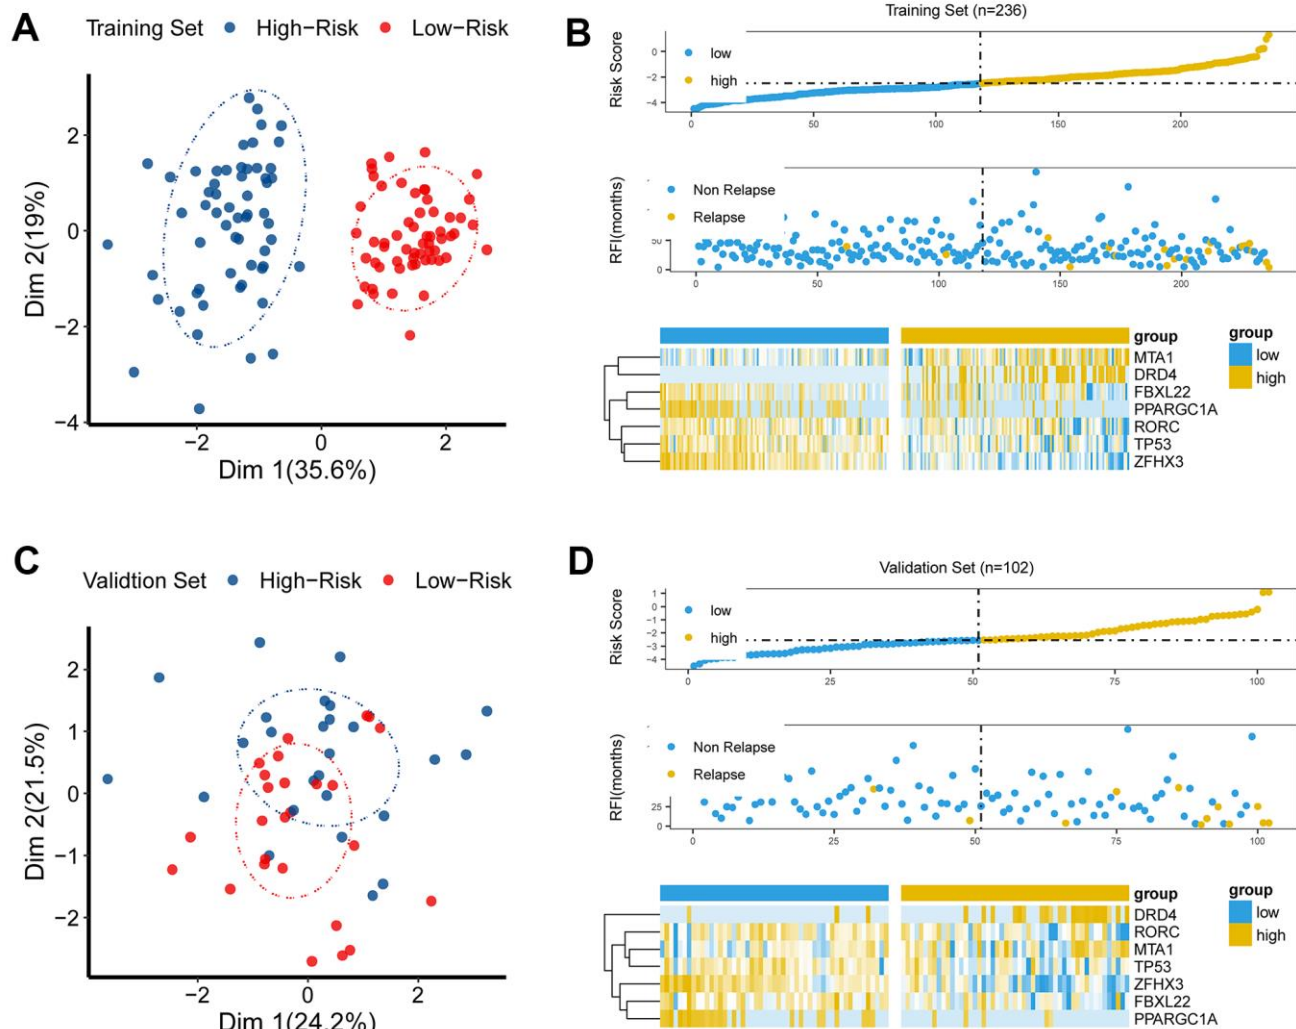 A
Training Set High-Risk Low-Risk
Dim 2(19%)
2
0
−2
−4
−2 0 2
Dim 1(35.6%)
B
Training Set (n=236)
Risk Score
low
high
0
−2
−4
0 50 100 150 200
RFI(months)
Non Relapse
Relapse
0
0 50 100 150 200
group
MTA1
DRD4
FBXL22
PPARGC1A
RORC
TP53
ZFHX3
group
low
high
C
Validtion Set High-Risk Low-Risk
Dim 2(21.5%)
2
1
0
−1
−2
−2 0 2
Dim 1(24.2%)
D
Validation Set (n=102)
Risk Score
low
high
1
0
−1
−2
−3
−4
0 25 50 75 100
RFI(months)
Non Relapse
Relapse
25
0
0 25 50 75 100
group
DRD4
RORC
MTA1
TP53
ZFHX3
FBXL22
PPARGC1A
group
low
high